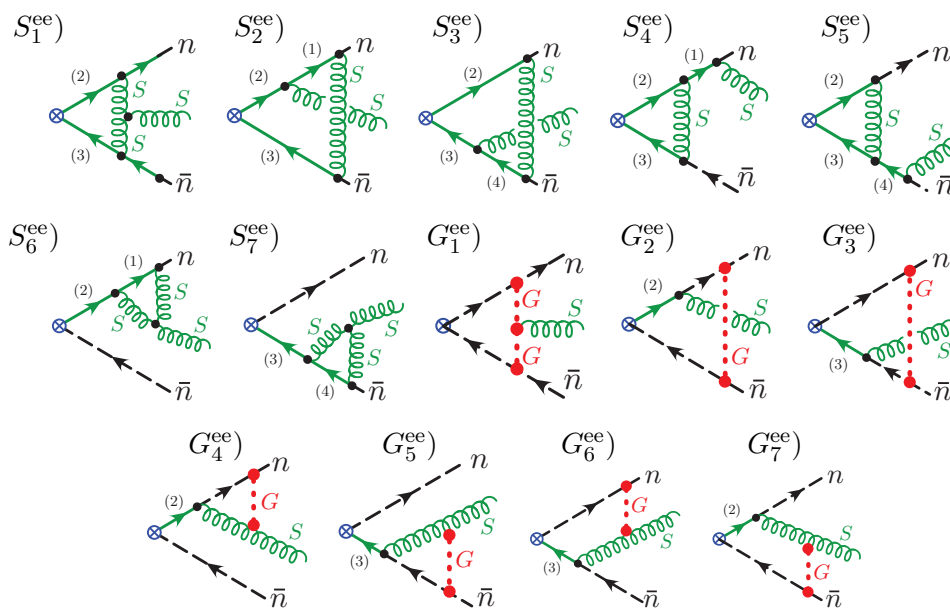 S₁ᵉᵉ) S₂ᵉᵉ) S₃ᵉᵉ) S₄ᵉᵉ) S₅ᵉᵉ)
(2) (3) S S S n n̄
(2) (1) (3) S S n n̄
(2) (3) (4) S S n n̄
(2) (1) (3) S S n n̄
(2) (3) (4) S S n n̄
S₆ᵉᵉ) S₇ᵉᵉ) G₁ᵉᵉ) G₂ᵉᵉ) G₃ᵉᵉ)
(2) (1) S S S n n̄
(3) (4) S S S n n̄
G G S n n̄
(2) G S n n̄
(3) G S n n̄
G₄ᵉᵉ) G₅ᵉᵉ) G₆ᵉᵉ) G₇ᵉᵉ)
(2) G S n n̄
(3) G S n n̄
(3) G S n n̄
(2) G S n n̄